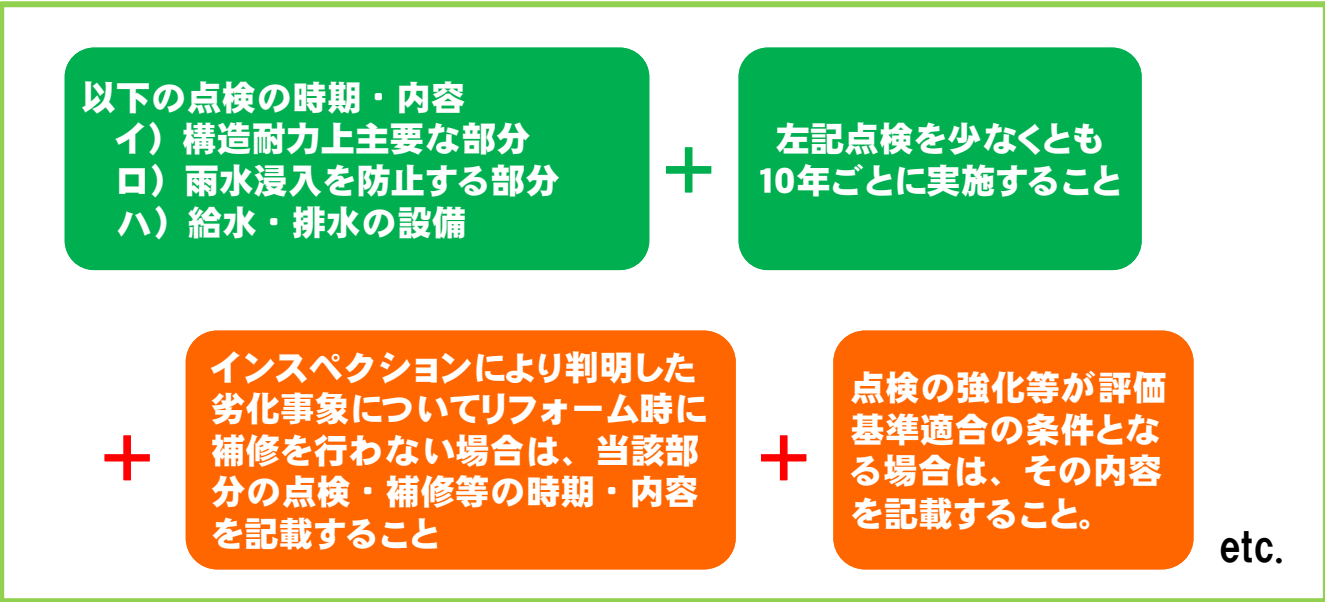 以下の点検の時期・内容
イ）構造耐力上主要な部分
ロ）雨水浸入を防止する部分
ハ）給水・排水の設備
＋
左記点検を少なくとも
10年ごとに実施すること
＋
インスペクションにより判明した
劣化事象についてリフォーム時に
補修を行わない場合は、当該部
分の点検・補修等の時期・内容
を記載すること
＋
点検の強化等が評価
基準適合の条件とな
る場合は、その内容
を記載すること。
etc.